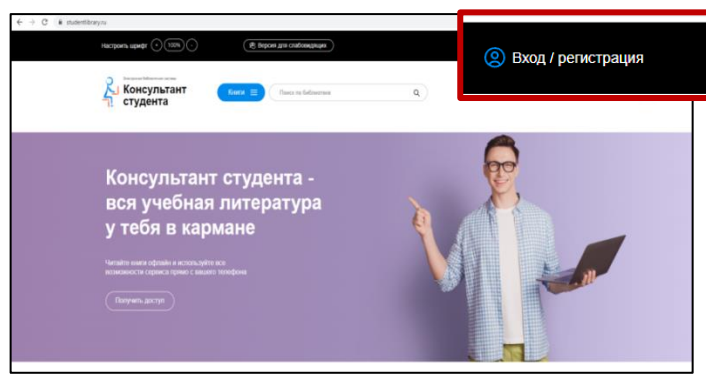 studentlibrary.ru
Настроить шрифт + 100% -
Версия для слабовидящих
Вход / регистрация
Консультант
студента
Книги
Поиск по библиотеке
Консультант студента -
вся учебная литература
у тебя в кармане
Читайте книги офлайн и используйте все
возможности сервиса прямо с вашего телефона
Получить доступ